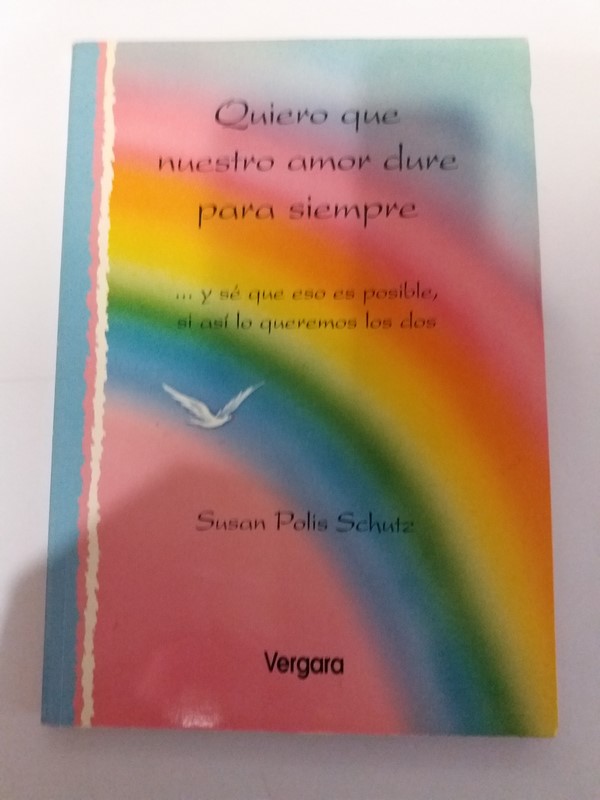 Quiero que
nuestro amor dure
para siempre
... y sé que eso es posible,
si así lo queremos los dos
Susan Polis Schutz
Vergara